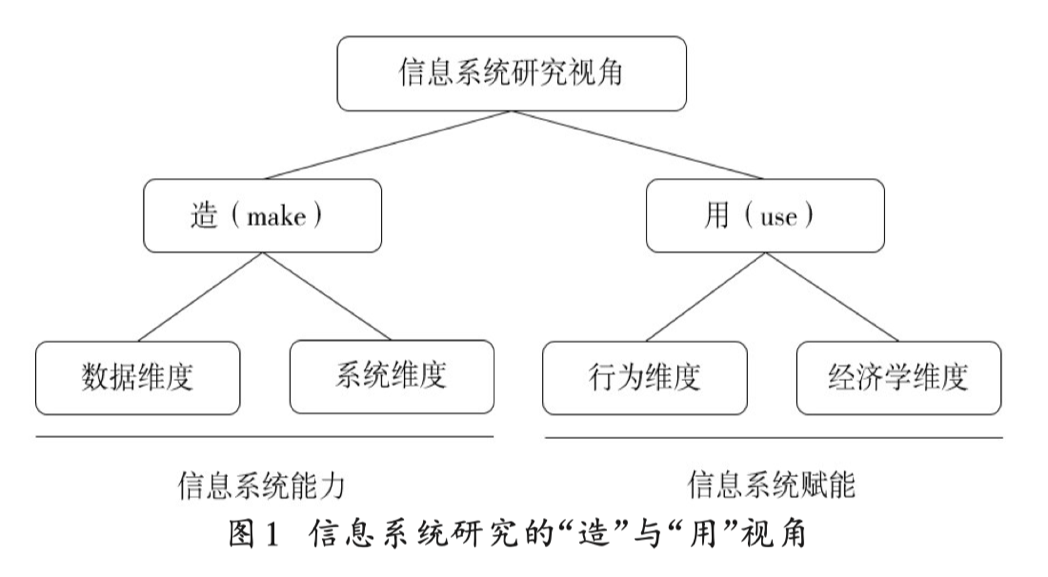 信息系统研究视角
造（make）
用（use）
数据维度
系统维度
行为维度
经济学维度
信息系统能力
信息系统赋能
图1 信息系统研究的“造”与“用”视角